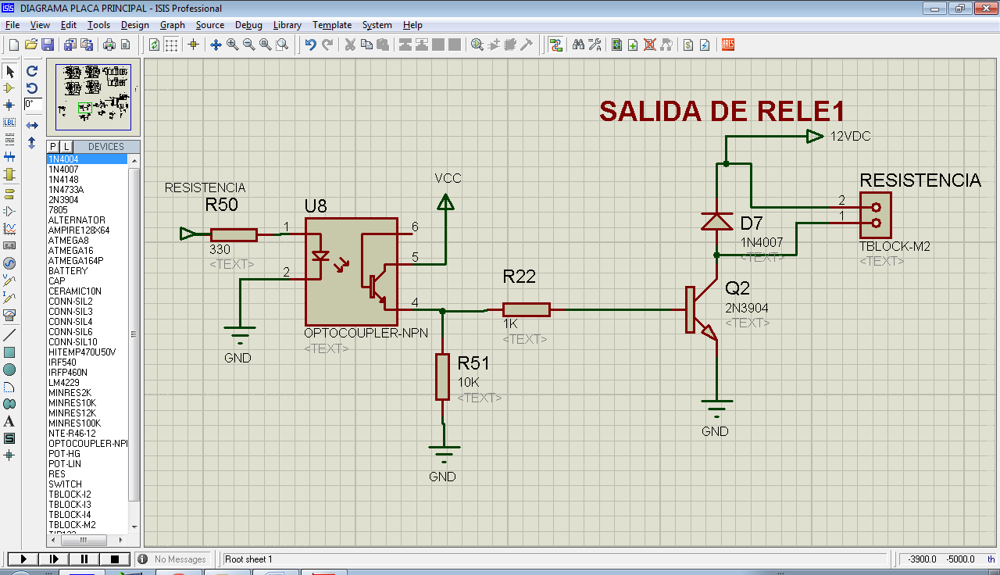 DIAGRAMA PLACA PRINCIPAL - ISIS Professional
File View Edit Tools Design Graph Source Debug Library Template System Help
0°
LBL
A
S
P L DEVICES
1N4004
1N4007
1N4148
1N4733A
2N3904
7805
ALTERNATOR
AMPIRE128X64
ATMEGA8
ATMEGA16
ATMEGA164P
BATTERY
CAP
CERAMIC10N
CONN-SIL2
CONN-SIL3
CONN-SIL4
CONN-SIL6
CONN-SIL10
HITEMP470U50V
IRF540
IRFP460N
LM4229
MINRES2K
MINRES10K
MINRES12K
MINRES100K
NTE-R46-12
OPTOCOUPLER-NPI
POT-HG
POT-LIN
RES
SWITCH
TBLOCK-I2
TBLOCK-I3
TBLOCK-I4
TBLOCK-M2
SALIDA DE RELE1
12VDC
RESISTENCIA
R50
330
<TEXT>
U8
1
2
6
5
4
OPTOCOUPLER-NPN
<TEXT>
GND
VCC
R22
1K
<TEXT>
R51
10K
<TEXT>
GND
D7
1N4007
<TEXT>
Q2
2N3904
<TEXT>
GND
RESISTENCIA
2
1
TBLOCK-M2
<TEXT>
No Messages
Root sheet 1
-3900.0 -5000.0 th